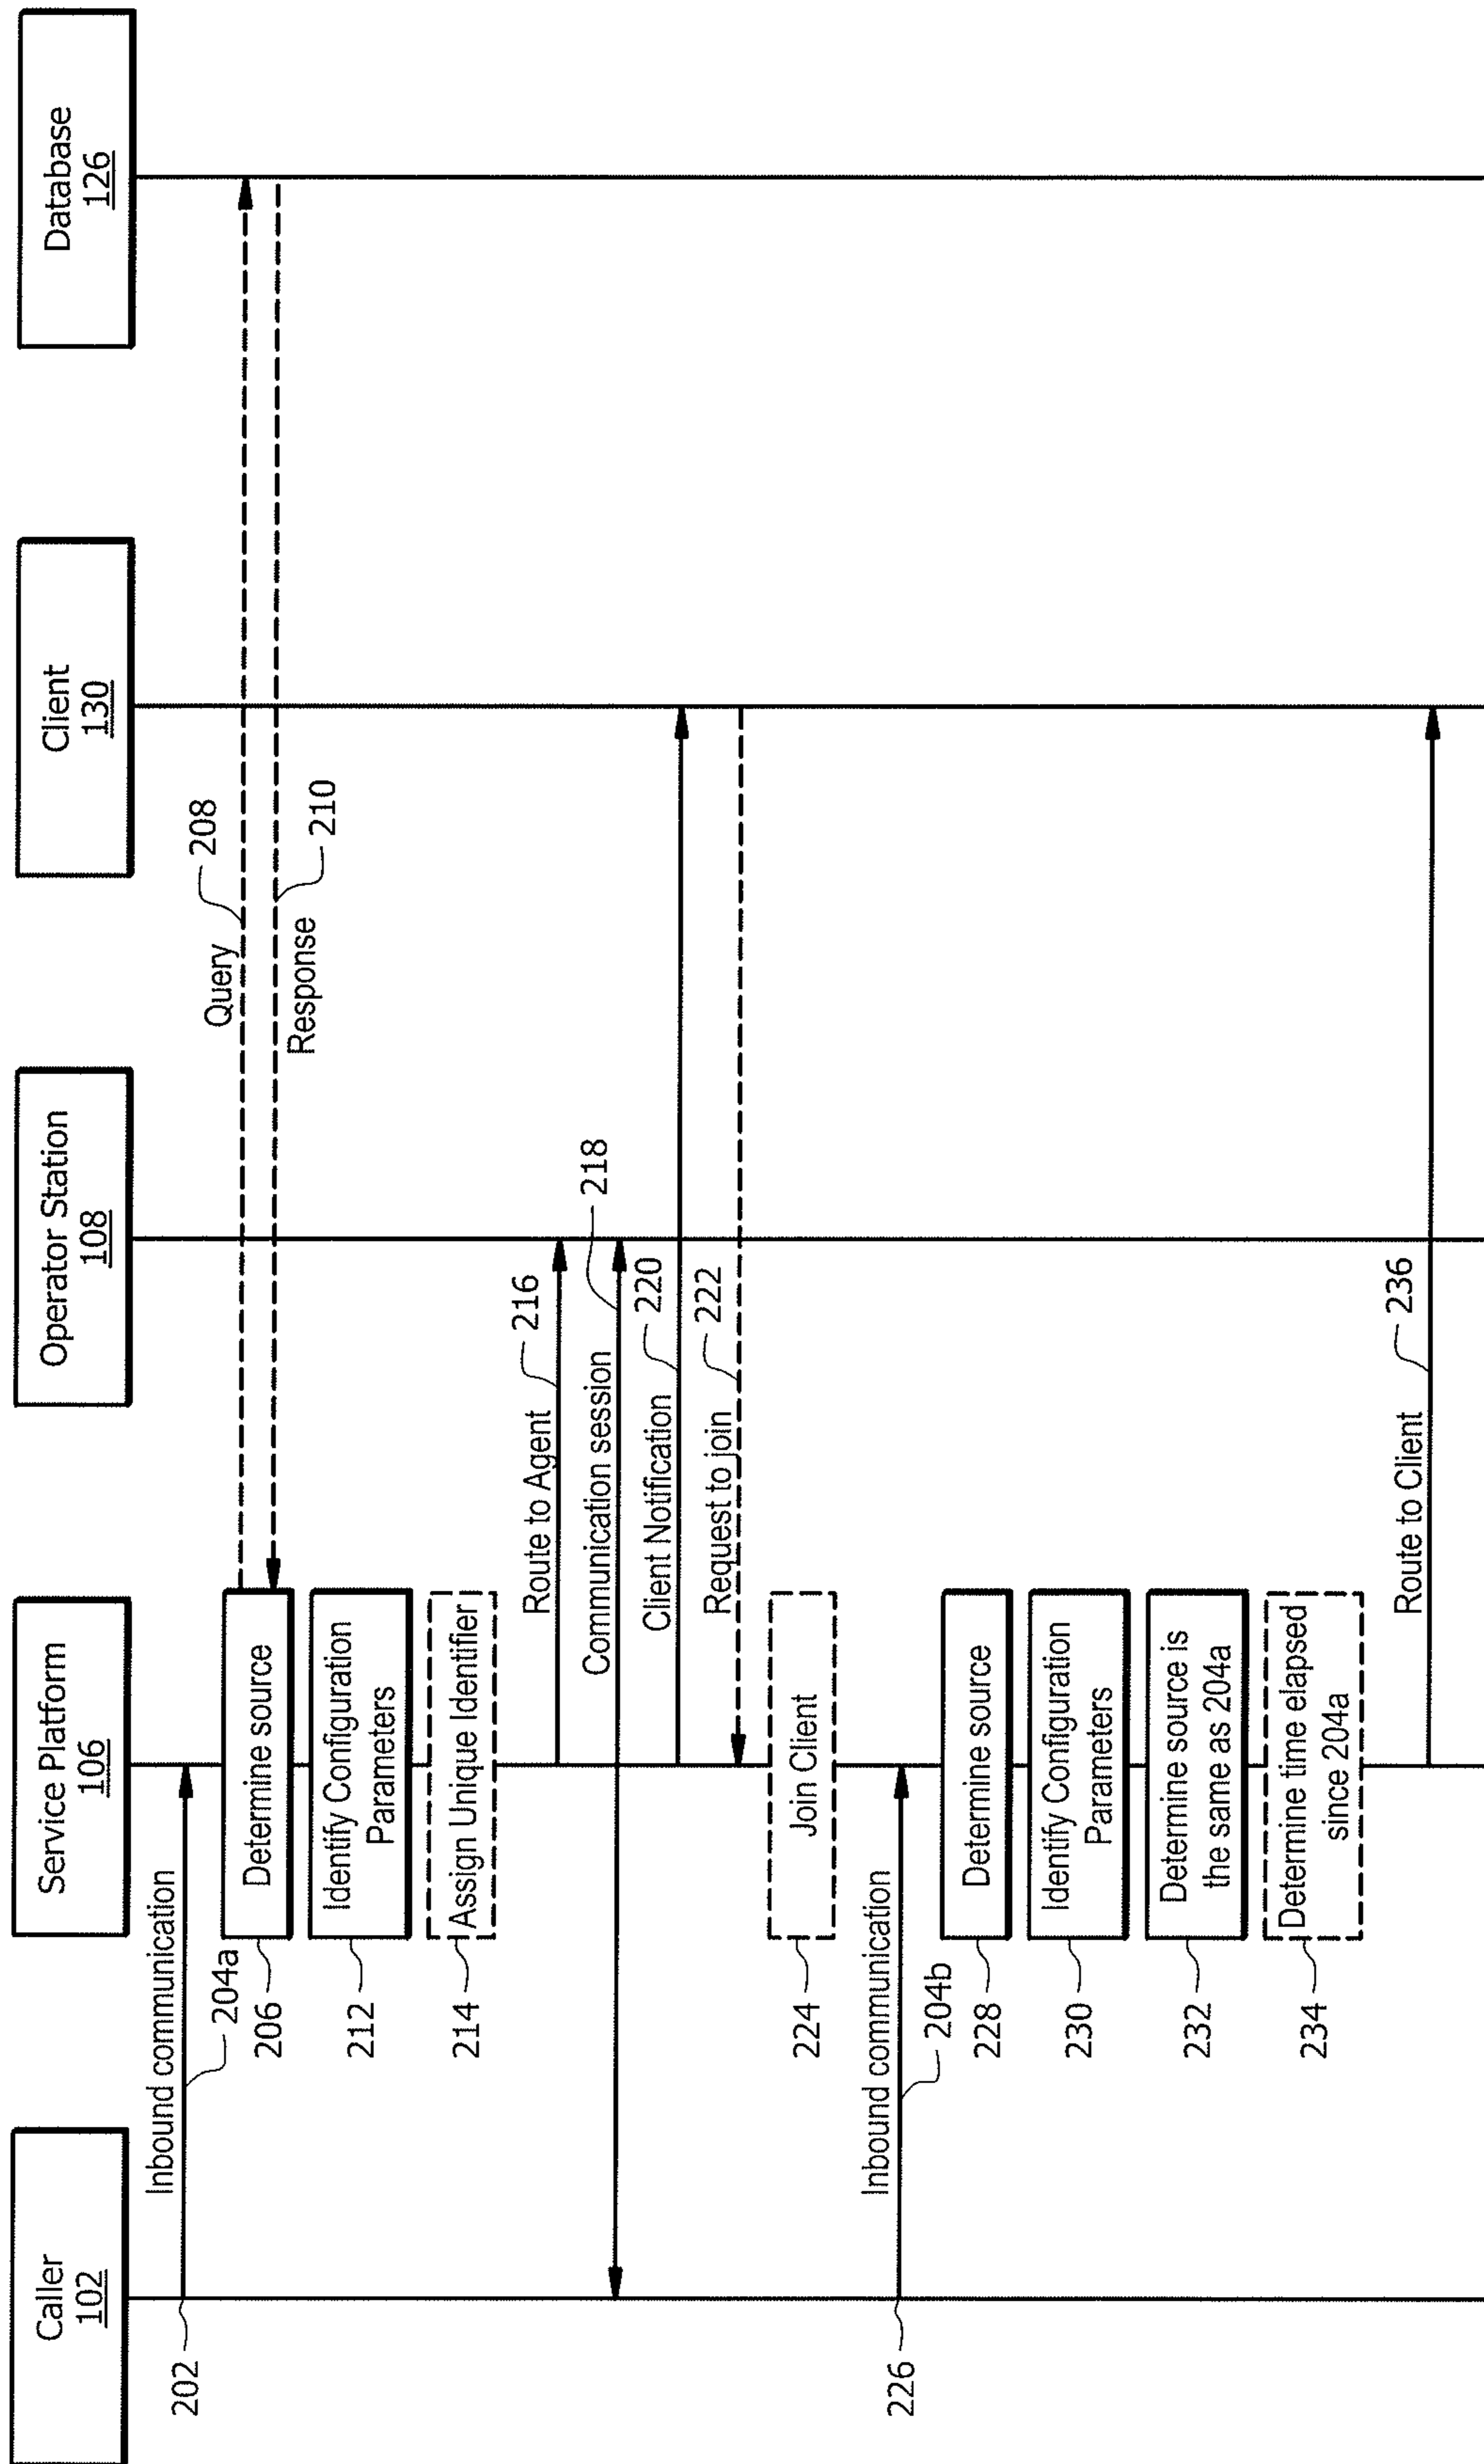 Caller
102
Service Platform
106
Operator Station
108
Client
130
Database
126
202
Inbound communication
204a
206
Determine source
Query
208
210
Response
212
Identify Configuration
Parameters
214
Assign Unique Identifier
Route to Agent
216
Communication session
218
Client Notification
220
Request to join
222
224
Join Client
226
Inbound communication
204b
228
Determine source
230
Identify Configuration
Parameters
232
Determine source is
the same as 204a
234
Determine time elapsed
since 204a
Route to Client
236